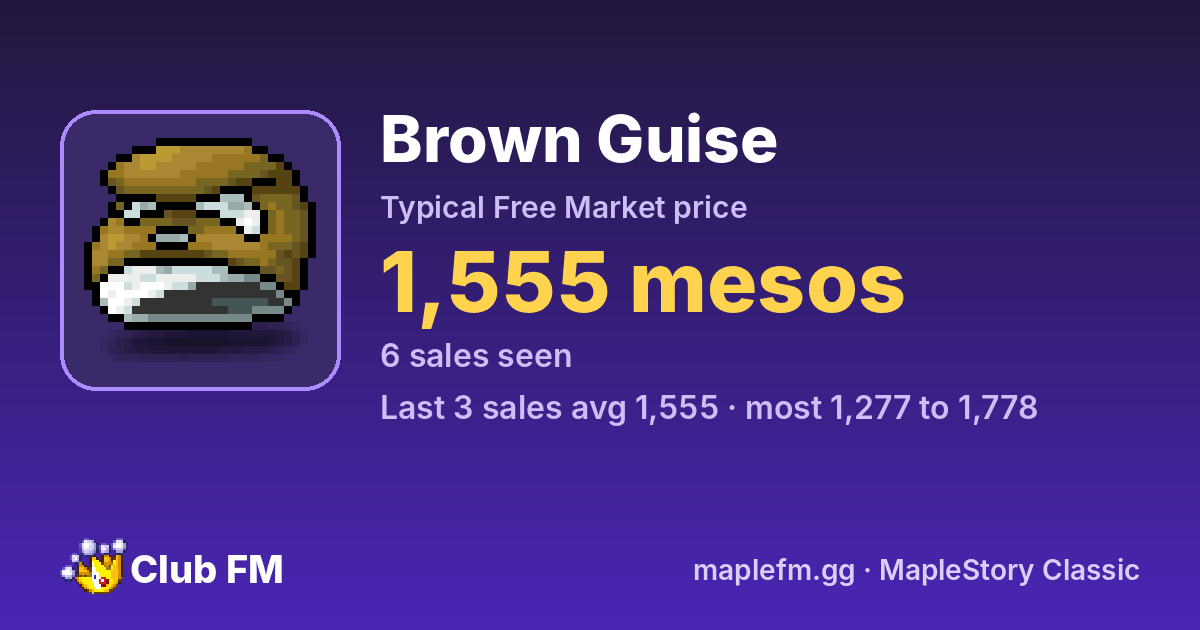 Brown Guise
Typical Free Market price
1,555 mesos
6 sales seen
Last 3 sales avg 1,555 · most 1,277 to 1,778
Club FM
maplefm.gg · MapleStory Classic